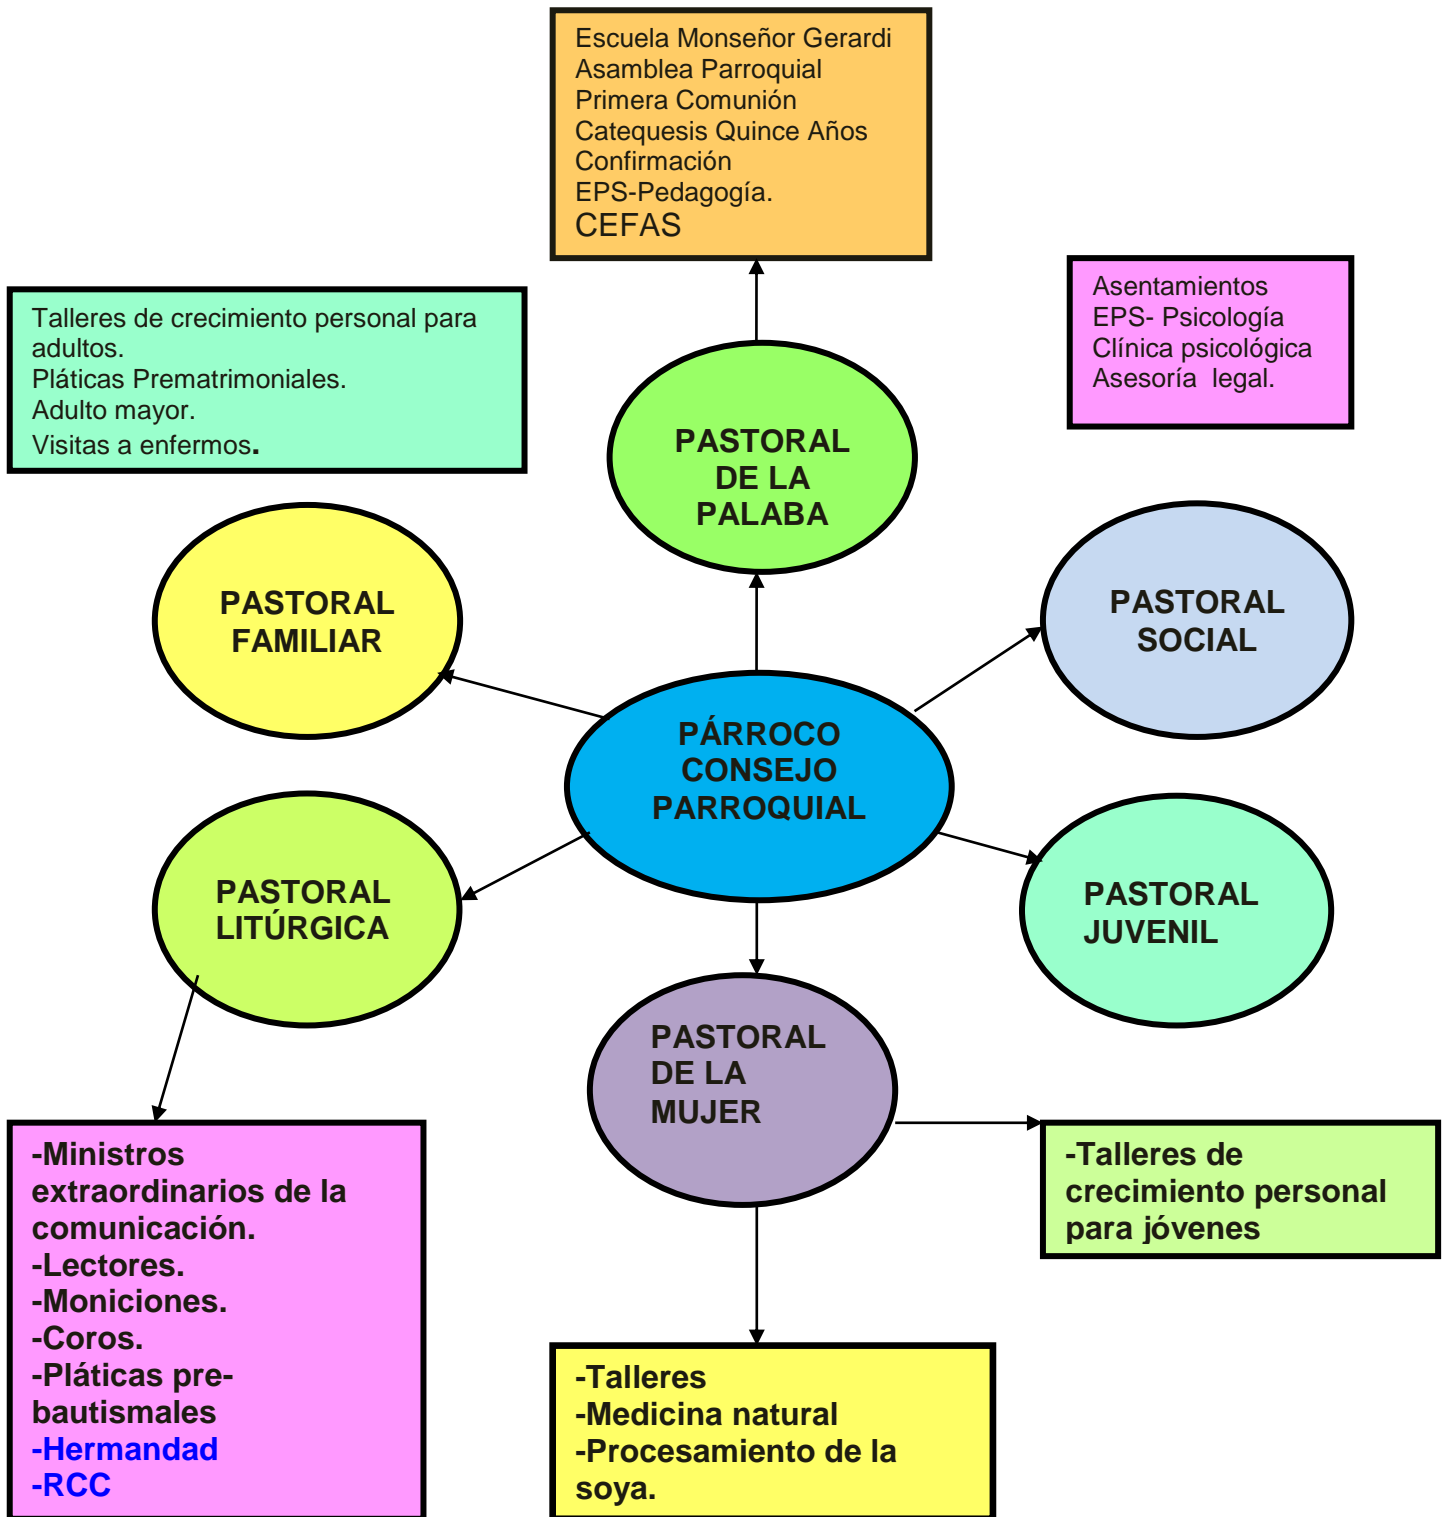 Escuela Monseñor Gerardi
Asamblea Parroquial
Primera Comunión
Catequesis Quince Años
Confirmación
EPS-Pedagogía.
CEFAS
Talleres de crecimiento personal para
adultos.
Pláticas Prematrimoniales.
Adulto mayor.
Visitas a enfermos.
Asentamientos
EPS- Psicología
Clínica psicológica
Asesoría legal.
PASTORAL
DE LA
PALABA
PASTORAL
FAMILIAR
PASTORAL
SOCIAL
PÁRROCO
CONSEJO
PARROQUIAL
PASTORAL
LITÚRGICA
PASTORAL
JUVENIL
PASTORAL
DE LA
MUJER
-Ministros
extraordinarios de la
comunicación.
-Lectores.
-Moniciones.
-Coros.
-Pláticas pre-
bautismales
-Hermandad
-RCC
-Talleres de
crecimiento personal
para jóvenes
-Talleres
-Medicina natural
-Procesamiento de la
soya.